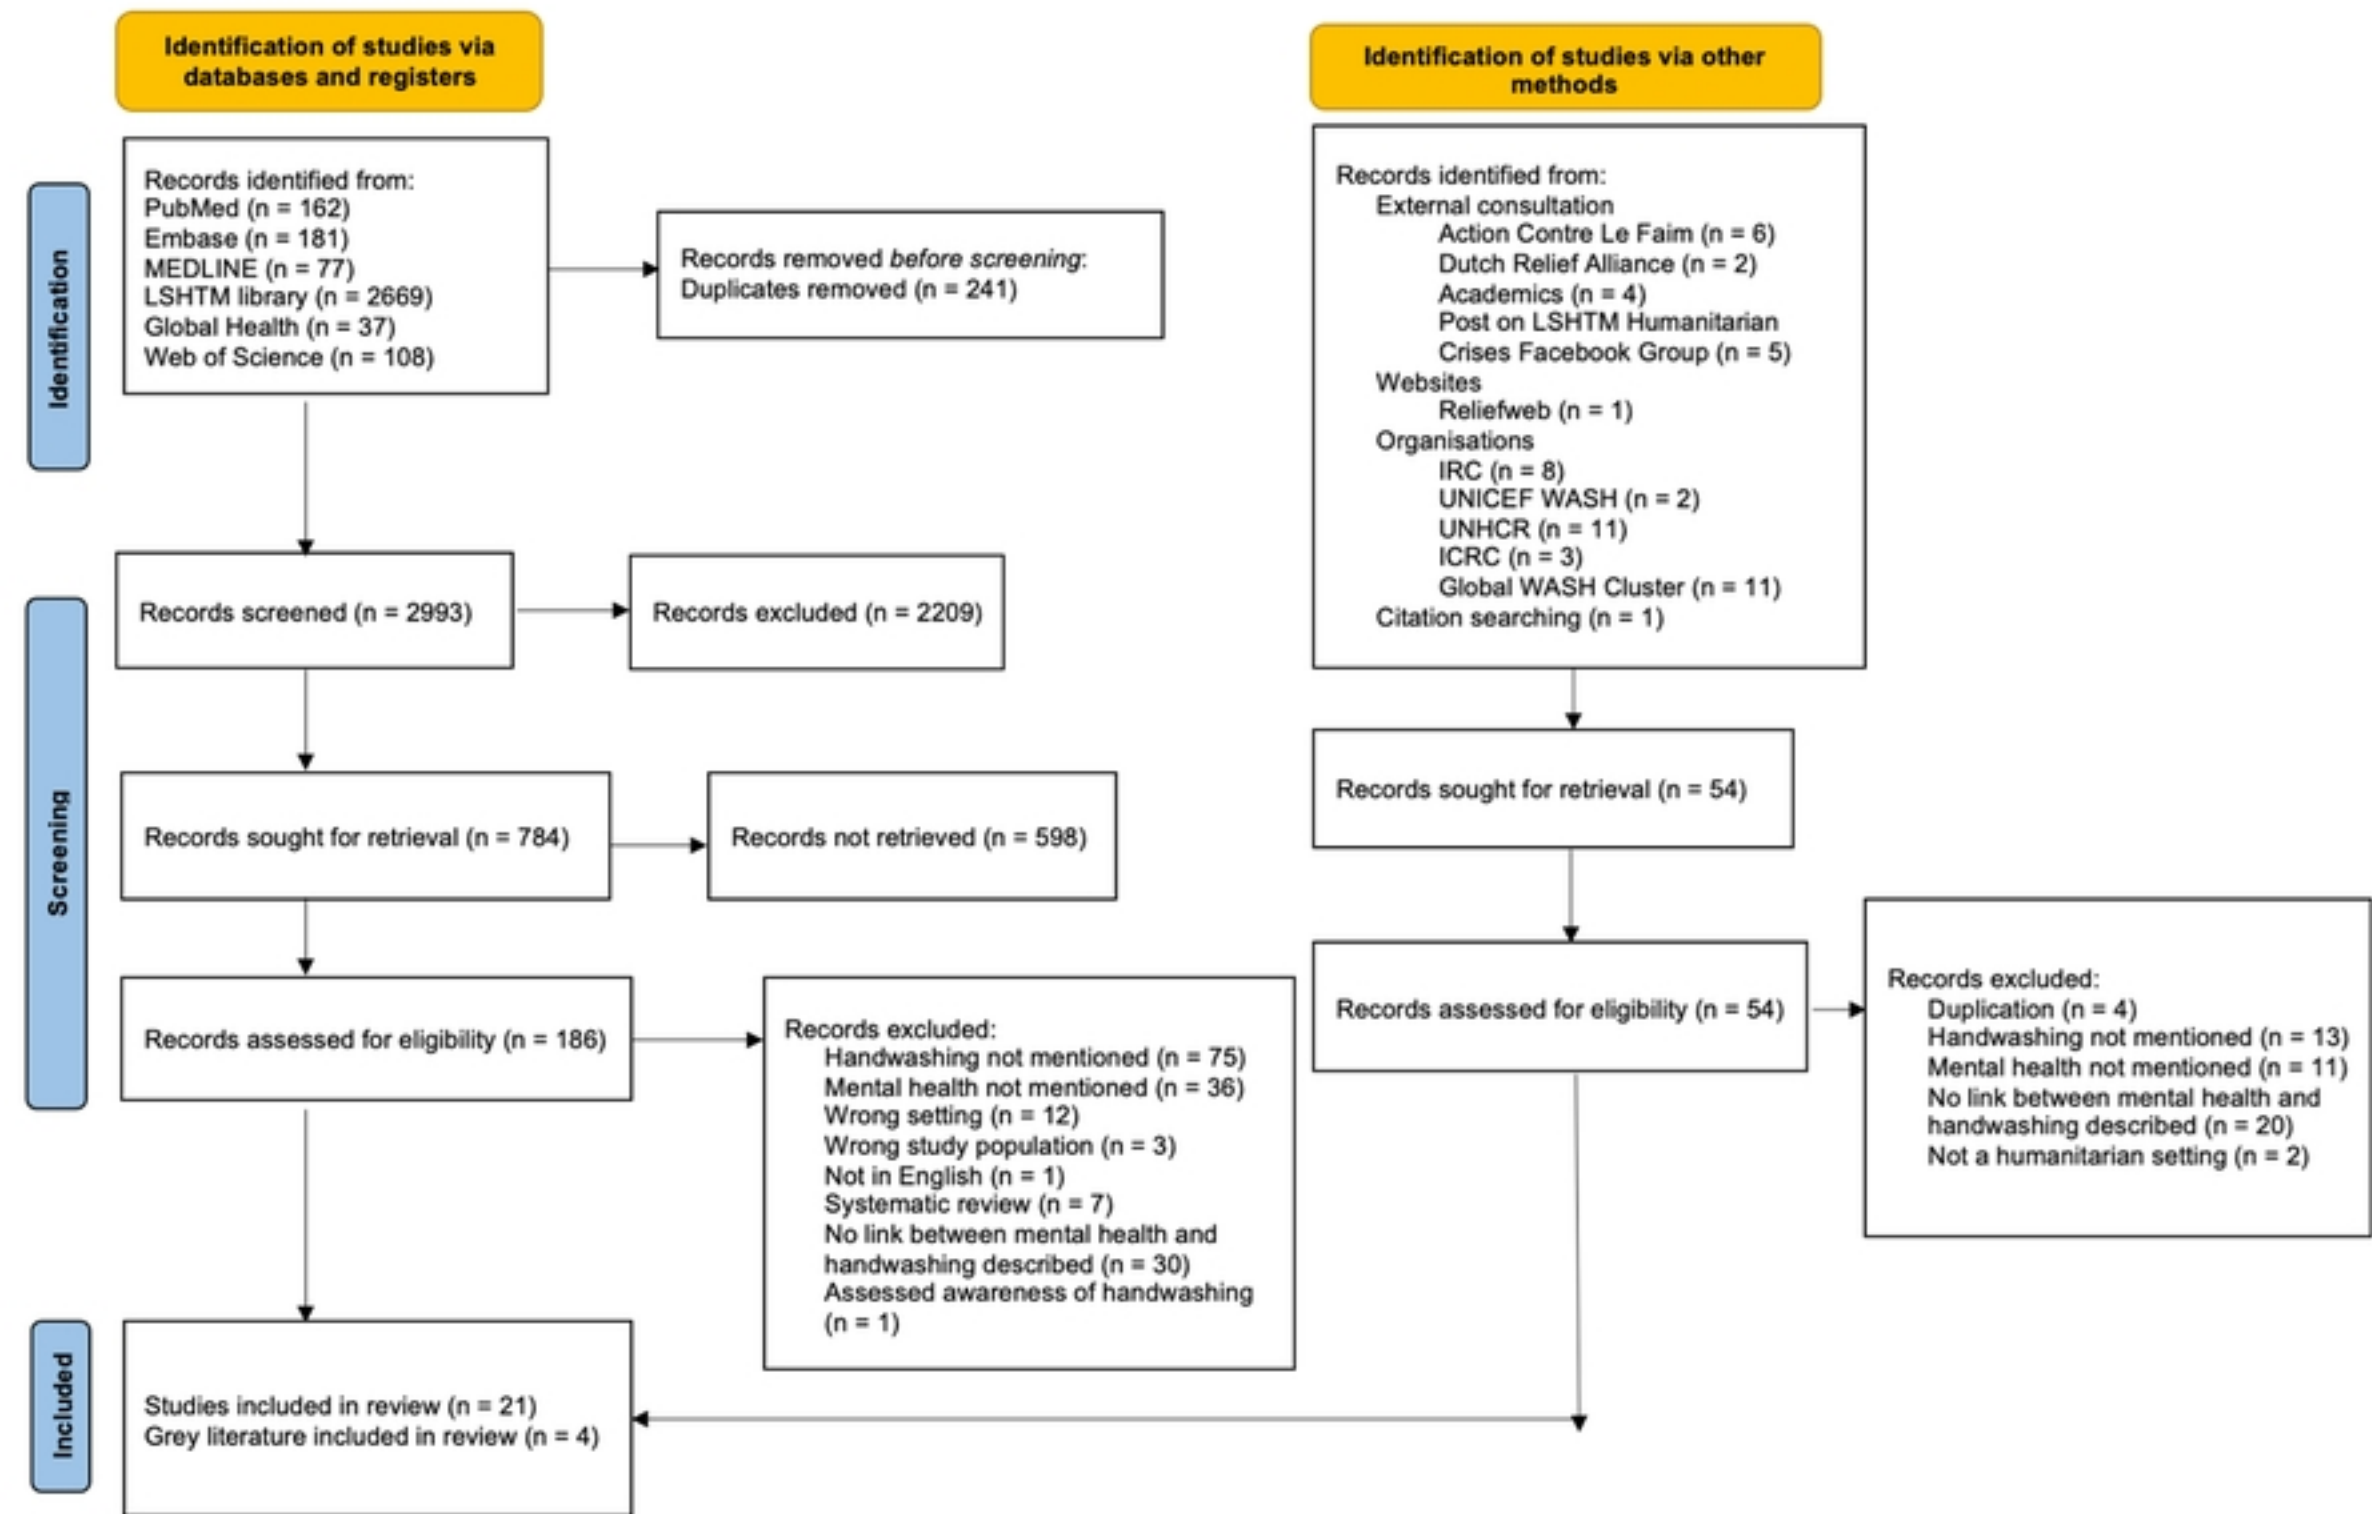 Identification of studies via
databases and registers
Identification of studies via other
methods
Identification
Records identified from:
PubMed (n = 162)
Embase (n = 181)
MEDLINE (n = 77)
LSHTM library (n = 2669)
Global Health (n = 37)
Web of Science (n = 108)
Records removed before screening:
Duplicates removed (n = 241)
Records identified from:
External consultation
Action Contre Le Faim (n = 6)
Dutch Relief Alliance (n = 2)
Academics (n = 4)
Post on LSHTM Humanitarian
Crises Facebook Group (n = 5)
Websites
Reliefweb (n = 1)
Organisations
IRC (n = 8)
UNICEF WASH (n = 2)
UNHCR (n = 11)
ICRC (n = 3)
Global WASH Cluster (n = 11)
Citation searching (n = 1)
Screening
Records screened (n = 2993)
Records excluded (n = 2209)
Records sought for retrieval (n = 784)
Records not retrieved (n = 598)
Records sought for retrieval (n = 54)
Records assessed for eligibility (n = 186)
Records excluded:
Handwashing not mentioned (n = 75)
Mental health not mentioned (n = 36)
Wrong setting (n = 12)
Wrong study population (n = 3)
Not in English (n = 1)
Systematic review (n = 7)
No link between mental health and
handwashing described (n = 30)
Assessed awareness of handwashing
(n = 1)
Records assessed for eligibility (n = 54)
Records excluded:
Duplication (n = 4)
Handwashing not mentioned (n = 13)
Mental health not mentioned (n = 11)
No link between mental health and
handwashing described (n = 20)
Not a humanitarian setting (n = 2)
Included
Studies included in review (n = 21)
Grey literature included in review (n = 4)